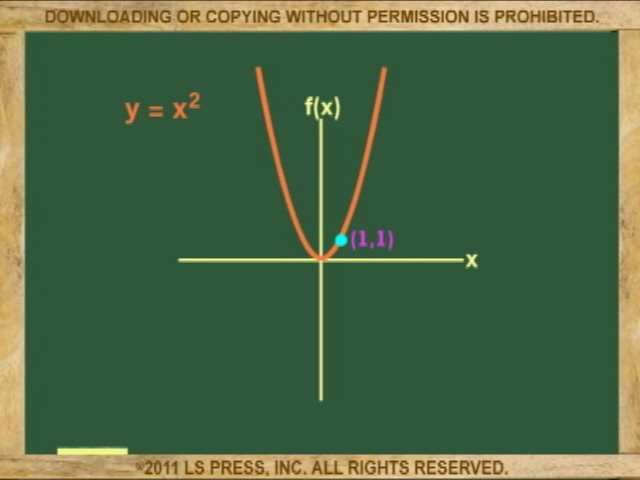 DOWNLOADING OR COPYING WITHOUT PERMISSION IS PROHIBITED.
y = x²
f(x)
(1,1)
x
©2011 LS PRESS, INC. ALL RIGHTS RESERVED.